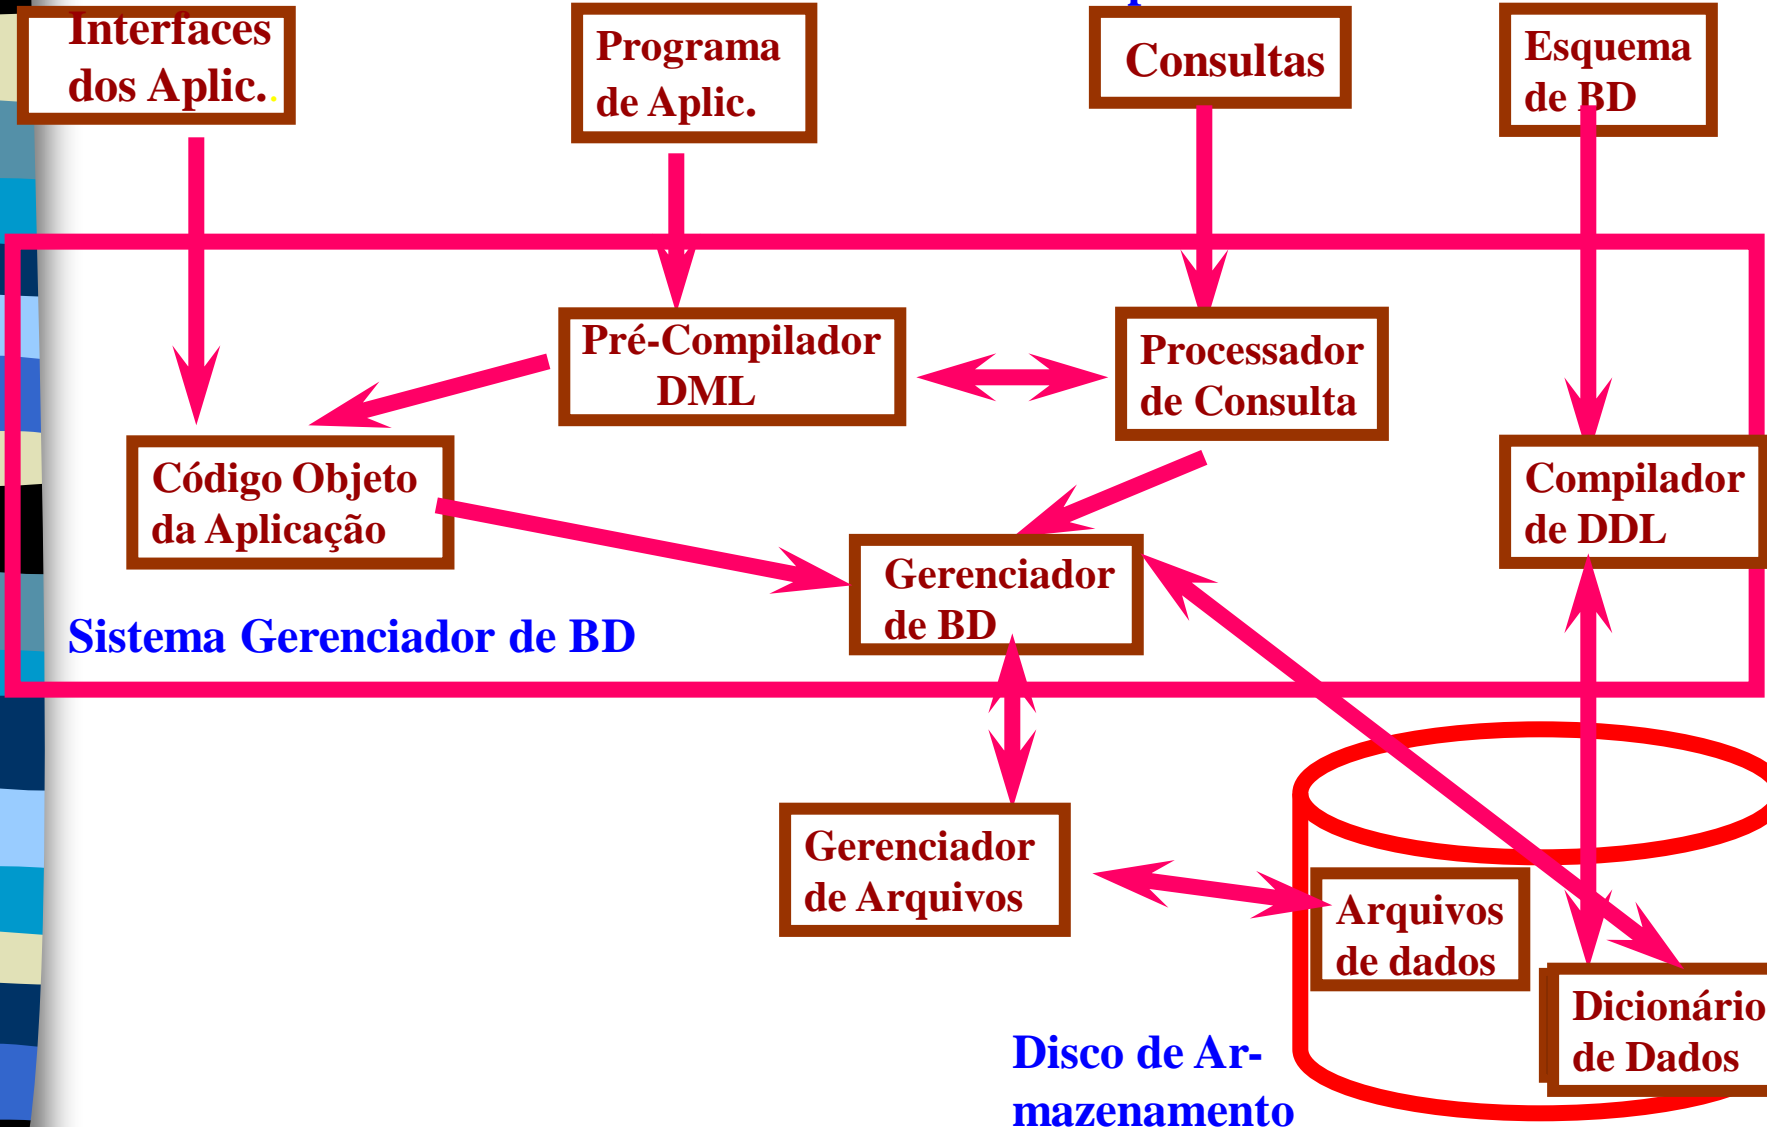 Interfaces
dos Aplic..
Programa
de Aplic.
Consultas
Esquema
de BD
Pré-Compilador
DML
Processador
de Consulta
Código Objeto
da Aplicação
Compilador
de DDL
Gerenciador
de BD
Sistema Gerenciador de BD
Gerenciador
de Arquivos
Arquivos
de dados
Dicionário
de Dados
Disco de Ar-
mazenamento